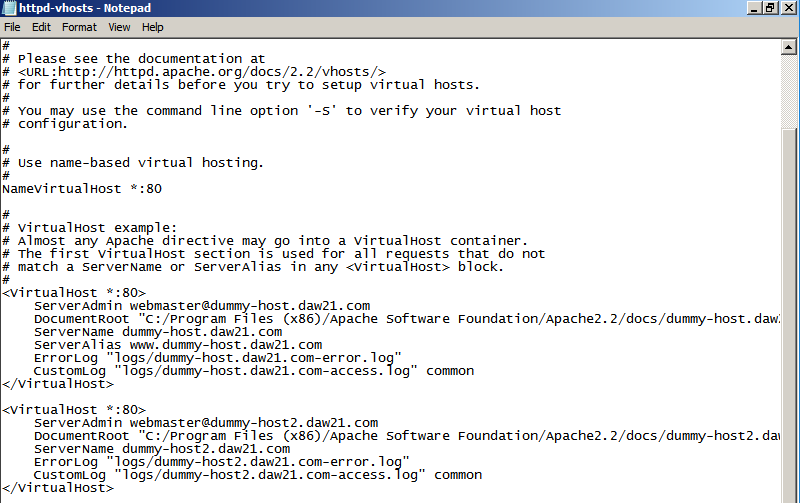 httpd-vhosts - Notepad
File Edit Format View Help
#
# Please see the documentation at
# <URL:http://httpd.apache.org/docs/2.2/vhosts/>
# for further details before you try to setup virtual hosts.
#
# You may use the command line option '-S' to verify your virtual host
# configuration.
#
# Use name-based virtual hosting.
#
NameVirtualHost *:80
#
# VirtualHost example:
# Almost any Apache directive may go into a VirtualHost container.
# The first VirtualHost section is used for all requests that do not
# match a ServerName or ServerAlias in any <VirtualHost> block.
#
<VirtualHost *:80>
ServerAdmin webmaster@dummy-host.daw21.com
DocumentRoot "C:/Program Files (x86)/Apache Software Foundation/Apache2.2/docs/dummy-host.daw2
ServerName dummy-host.daw21.com
ServerAlias www.dummy-host.daw21.com
ErrorLog "logs/dummy-host.daw21.com-error.log"
CustomLog "logs/dummy-host.daw21.com-access.log" common
</VirtualHost>
<VirtualHost *:80>
ServerAdmin webmaster@dummy-host2.daw21.com
DocumentRoot "C:/Program Files (x86)/Apache Software Foundation/Apache2.2/docs/dummy-host2.daw
ServerName dummy-host2.daw21.com
ErrorLog "logs/dummy-host2.daw21.com-error.log"
CustomLog "logs/dummy-host2.daw21.com-access.log" common
</VirtualHost>